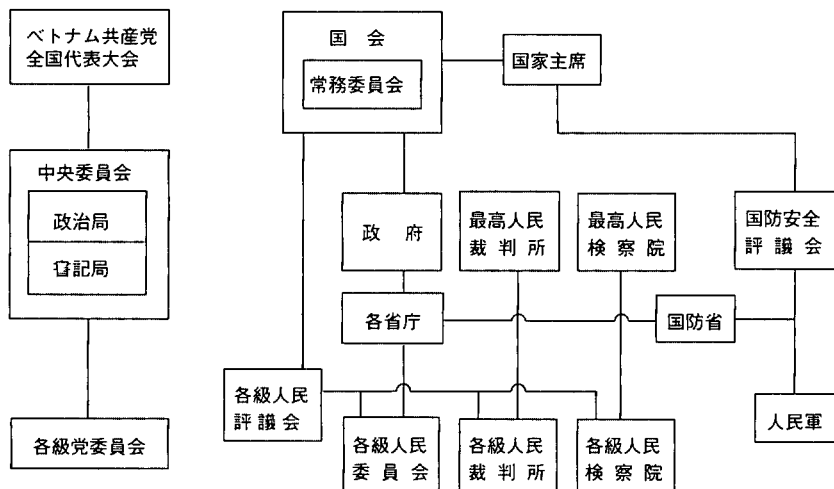 ベトナム共産党
全国代表大会
中央委員会
政治局
書記局
各級党委員会
国会
常務委員会
国家主席
政府
最高人民
裁判所
最高人民
検察院
国防安全
評議会
各省庁
国防省
各級人民
評議会
各級人民
委員会
各級人民
裁判所
各級人民
検察院
人民軍